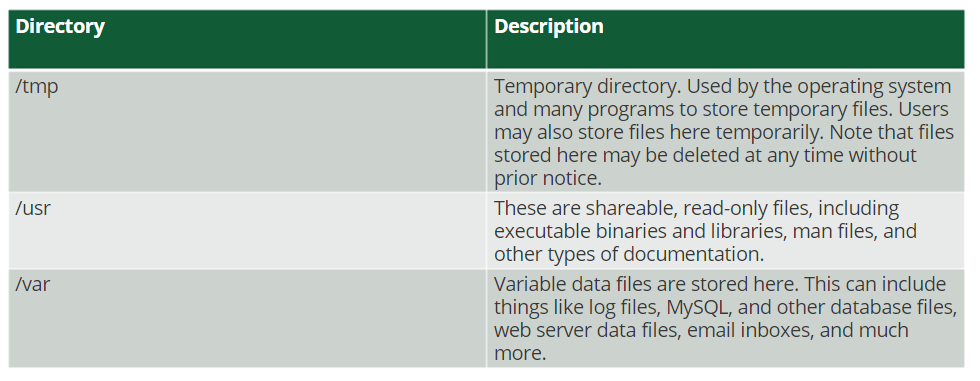 Directory
Description
/tmp
Temporary directory. Used by the operating system
and many programs to store temporary files. Users
may also store files here temporarily. Note that files
stored here may be deleted at any time without
prior notice.
/usr
These are shareable, read-only files, including
executable binaries and libraries, man files, and
other types of documentation.
/var
Variable data files are stored here. This can include
things like log files, MySQL, and other database files,
web server data files, email inboxes, and much
more.